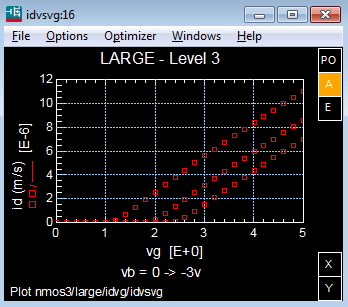 idvsvg:16
File Options Optimizer Windows Help
LARGE - Level 3
PO
A
E
id (m/s) [E-6]
12
10
8
6
4
2
0
0 1 2 3 4 5
vg [E+0]
vb = 0 -> -3v
X
Y
Plot nmos3/large/idvg/idvsvg